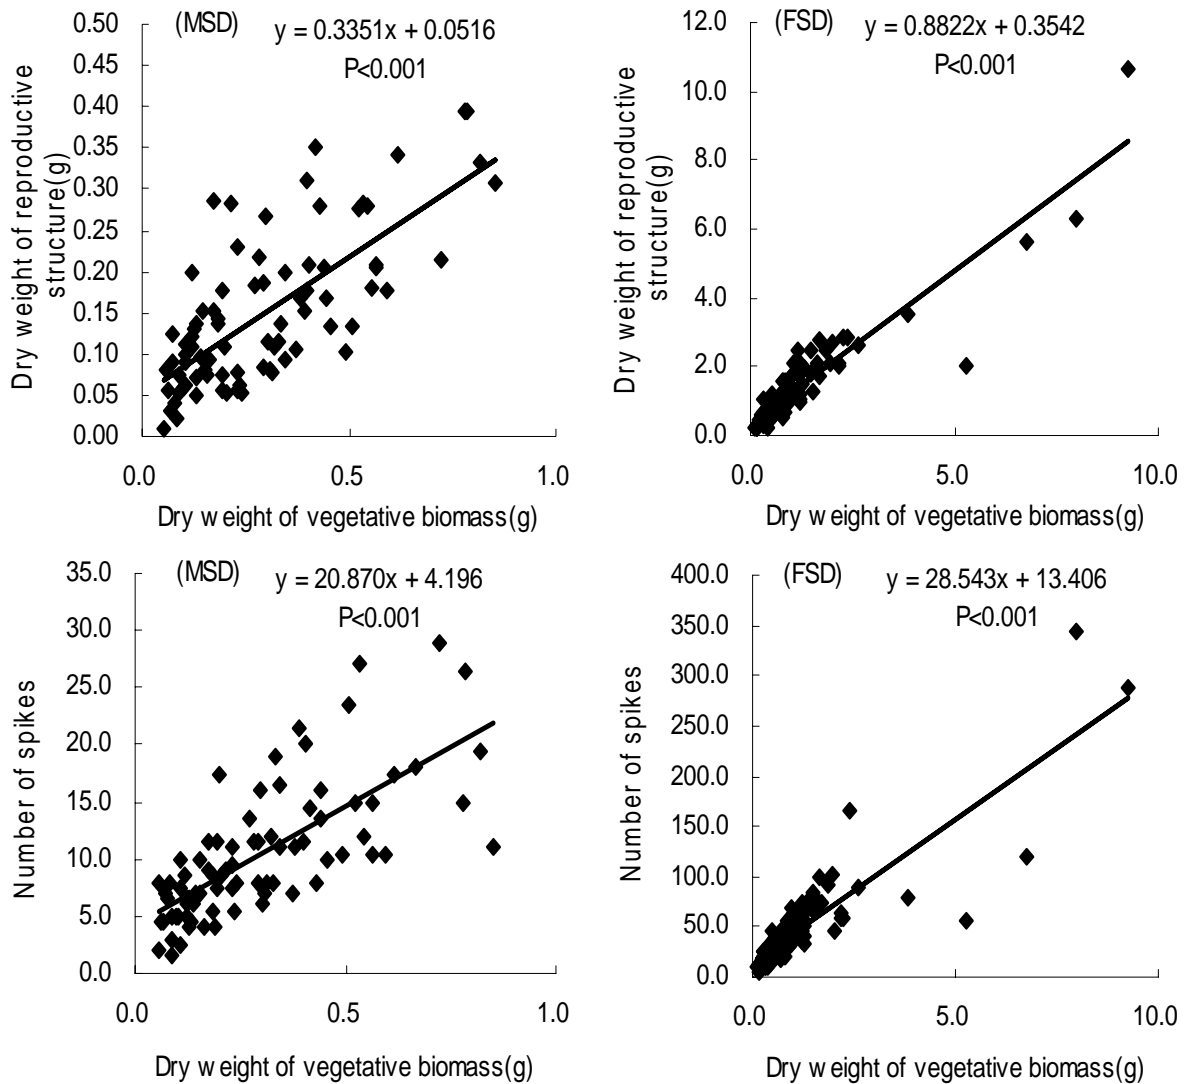 (MSD) y = 0.3351x + 0.0516
P<0.001
Dry weight of reproductive
structure(g)
0.50
0.45
0.40
0.35
0.30
0.25
0.20
0.15
0.10
0.05
0.00
0.0 0.5 1.0
Dry weight of vegetative biomass(g)
(FSD) y = 0.8822x + 0.3542
P<0.001
Dry weight of reproductive
structure(g)
12.0
10.0
8.0
6.0
4.0
2.0
0.0
0.0 5.0 10.0
Dry weight of vegetative biomass(g)
(MSD) y = 20.870x + 4.196
P<0.001
Number of spikes
35.0
30.0
25.0
20.0
15.0
10.0
5.0
0.0
0.0 0.5 1.0
Dry weight of vegetative biomass(g)
(FSD) y = 28.543x + 13.406
P<0.001
Number of spikes
400.0
350.0
300.0
250.0
200.0
150.0
100.0
50.0
0.0
0.0 5.0 10.0
Dry weight of vegetative biomass(g)